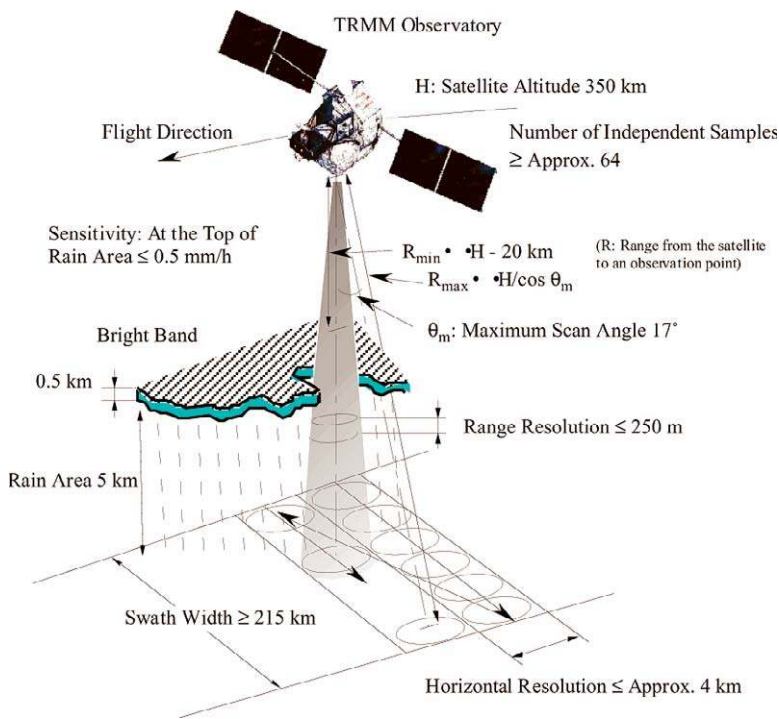 TRMM Observatory
H: Satellite Altitude 350 km
Flight Direction
Number of Independent Samples
≥ Approx. 64
Sensitivity: At the Top of
Rain Area ≤ 0.5 mm/h
Rmin • •H - 20 km
(R: Range from the satellite
to an observation point)
Rmax • •H/cos θm
θm: Maximum Scan Angle 17°
Bright Band
0.5 km
Range Resolution ≤ 250 m
Rain Area 5 km
Swath Width ≥ 215 km
Horizontal Resolution ≤ Approx. 4 km